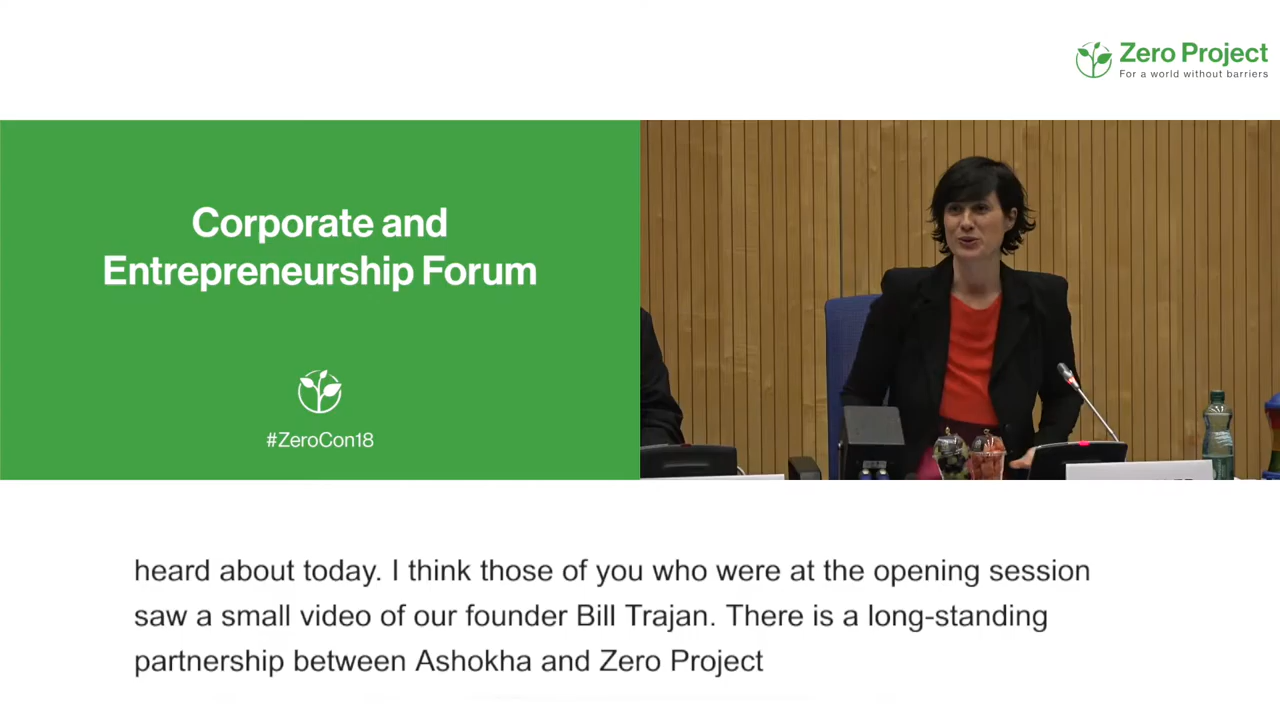 Zero Project
For a world without barriers
Corporate and
Entrepreneurship Forum
#ZeroCon18
heard about today. I think those of you who were at the opening session
saw a small video of our founder Bill Trajan. There is a long-standing
partnership between Ashokha and Zero Project